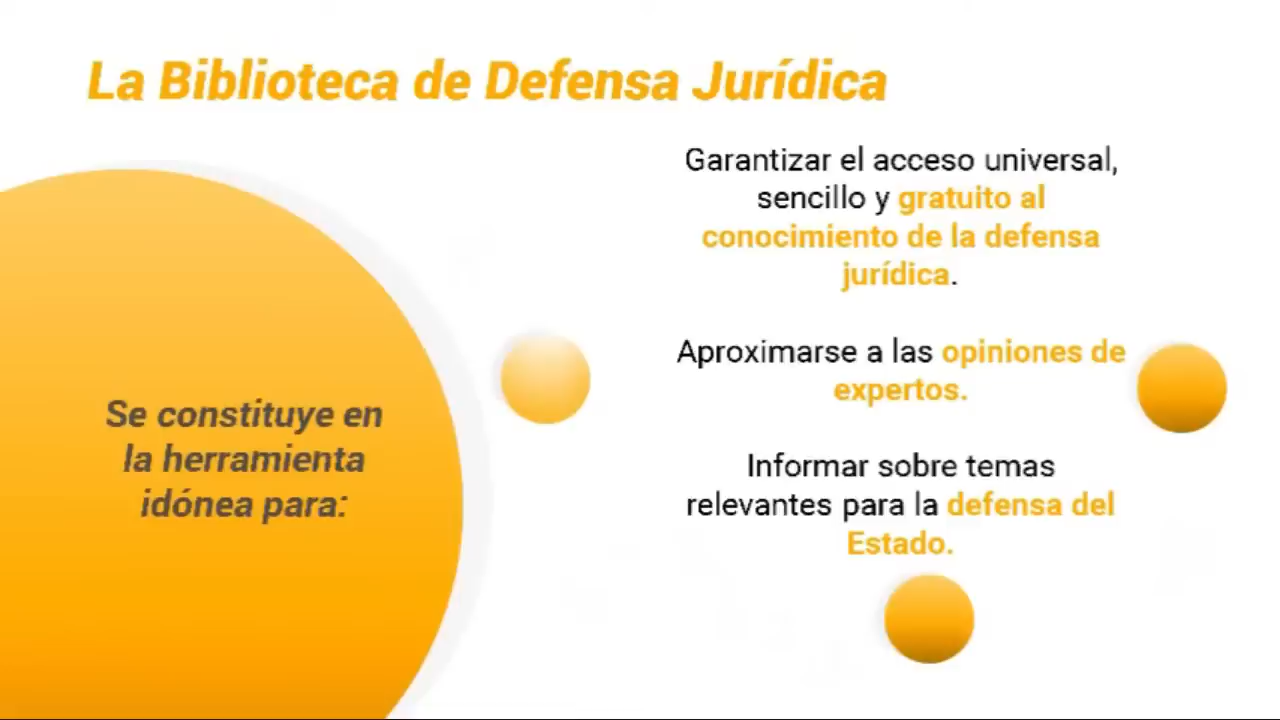 La Biblioteca de Defensa Jurídica
Se constituye en
la herramienta
idónea para:
Garantizar el acceso universal,
sencillo y gratuito al
conocimiento de la defensa
jurídica.
Aproximarse a las opiniones de
expertos.
Informar sobre temas
relevantes para la defensa del
Estado.